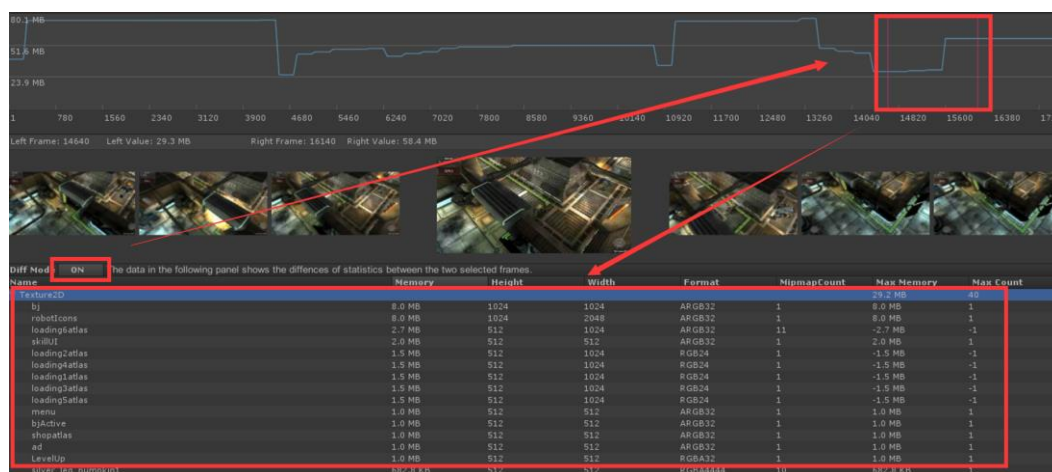 80.1 MB
51.6 MB
23.9 MB
1 780 1560 2340 3120 3900 4680 5460 6240 7020 7800 8580 9360 10140 10920 11700 12480 13260 14040 14820 15600 16380 17
Left Frame: 14640 Left Value: 29.3 MB Right Frame: 16140 Right Value: 58.4 MB
Diff Mode ON The data in the following panel shows the diffences of statistics between the two selected frames.
Name Memory Height Width Format MipmapCount Max Memory Max Count
Texture2D 29.2 MB 40
bj 8.0 MB 1024 1024 ARGB32 1 8.0 MB 1
robotIcons 8.0 MB 1024 2048 ARGB32 1 8.0 MB 1
loading6atlas 2.7 MB 512 1024 ARGB32 11 -2.7 MB -1
skillUI 2.0 MB 512 512 ARGB32 1 2.0 MB 1
loading2atlas 1.5 MB 512 1024 RGB24 1 -1.5 MB -1
loading4atlas 1.5 MB 512 1024 RGB24 1 -1.5 MB -1
loading1atlas 1.5 MB 512 1024 RGB24 1 -1.5 MB -1
loading3atlas 1.5 MB 512 1024 RGB24 1 -1.5 MB -1
loading5atlas 1.5 MB 512 1024 RGB24 1 -1.5 MB -1
menu 1.0 MB 512 512 ARGB32 1 1.0 MB 1
bjActive 1.0 MB 512 512 ARGB32 1 1.0 MB 1
shopatlas 1.0 MB 512 512 ARGB32 1 1.0 MB 1
ad 1.0 MB 512 512 ARGB32 1 1.0 MB 1
LevelUp 1.0 MB 512 512 RGBA32 1 1.0 MB 1